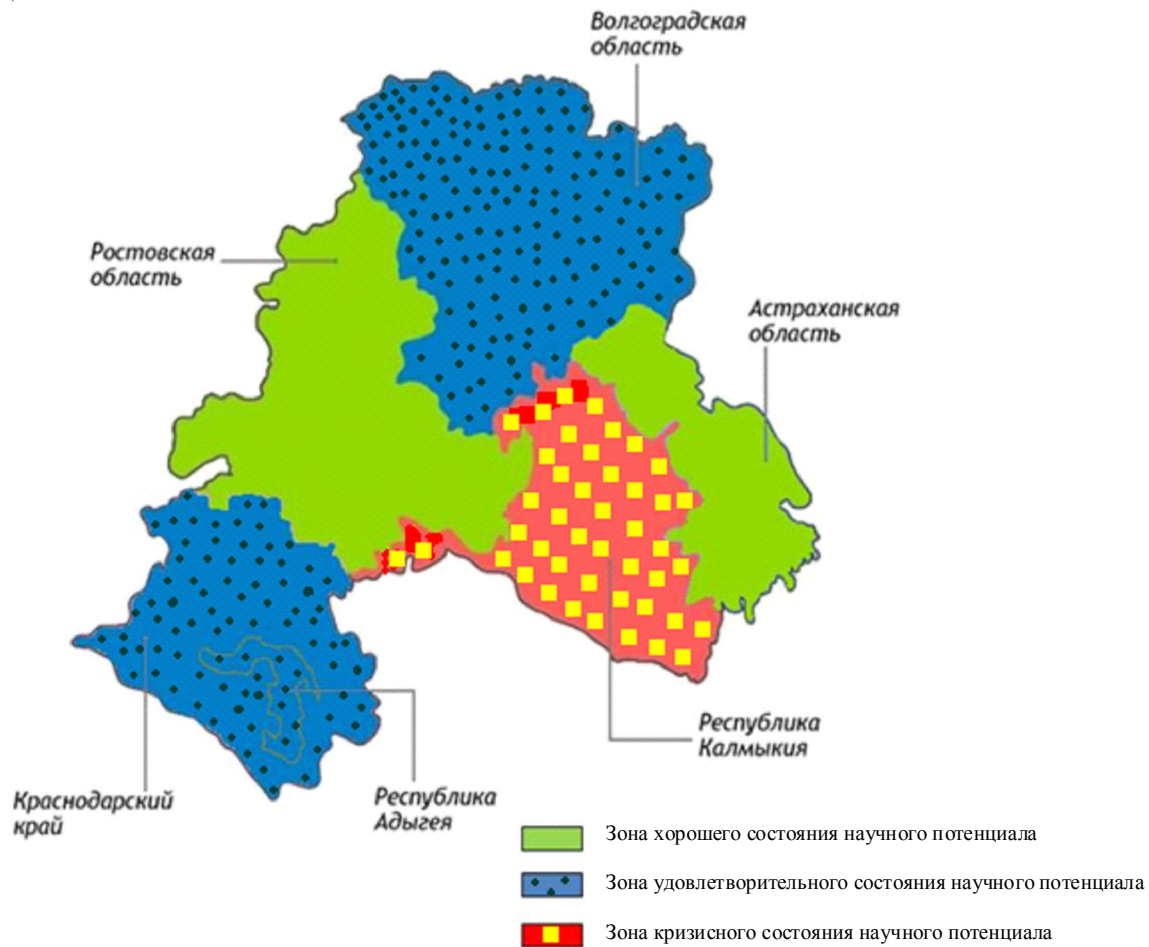 Волгоградская
область
Ростовская
область
Астраханская
область
Республика
Калмыкия
Краснодарский
край
Республика
Адыгея
Зона хорошего состояния научного потенциала
Зона удовлетворительного состояния научного потенциала
Зона кризисного состояния научного потенциала